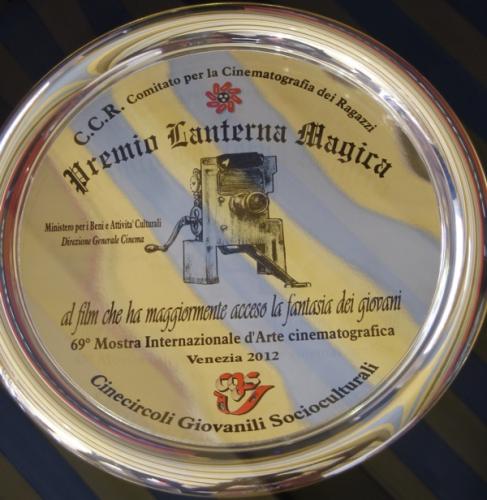 C.C.R. Comitato per la Cinematografia dei Ragazzi
Premio Lanterna Magica
Ministero per i Beni e Attivita' Culturali
Direzione Generale Cinema
al film che ha maggiormente acceso la fantasia dei giovani
69° Mostra Internazionale d'Arte cinematografica
Venezia 2012
Cinecircoli Giovanili Socioculturali